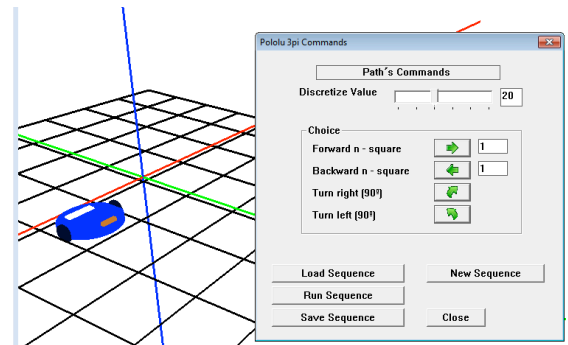 Pololu 3pi Commands
Path´s Commands
Discretize Value 20
Choice
Forward n - square 1
Backward n - square 1
Turn right (90º)
Turn left (90º)
Load Sequence New Sequence
Run Sequence
Save Sequence Close